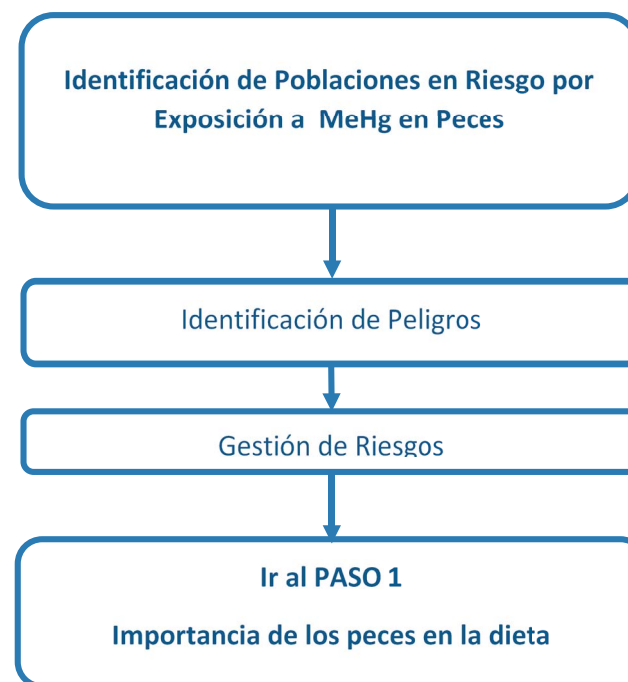 Identificación de Poblaciones en Riesgo por
Exposición a MeHg en Peces
Identificación de Peligros
Gestión de Riesgos
Ir al PASO 1
Importancia de los peces en la dieta